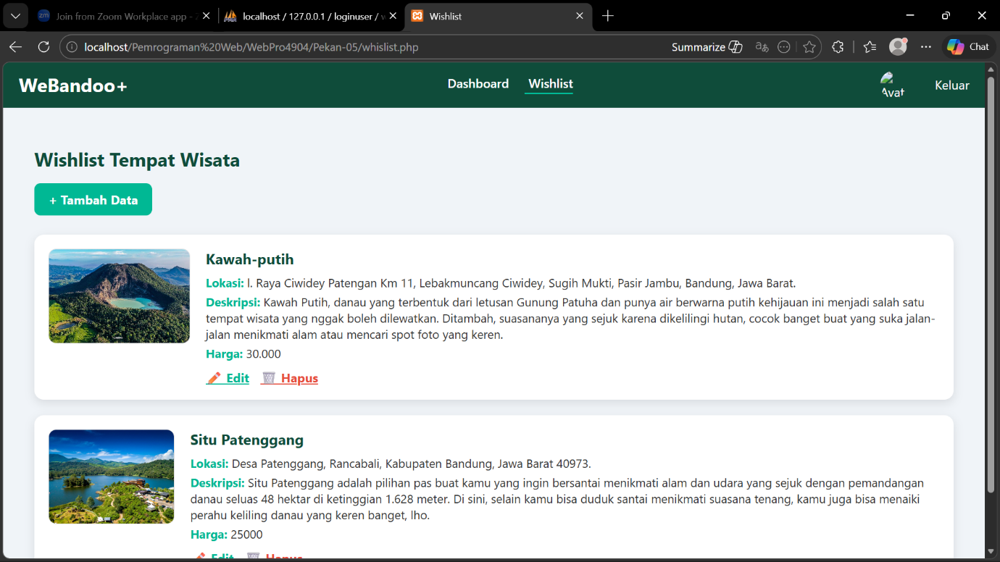 zm Join from Zoom Workplace app -
localhost / 127.0.0.1 / loginuser /
Wishlist
localhost/Pemrograman%20Web/WebPro4904/Pekan-05/whislist.php
Summarize
Chat
WeBandoo+
Dashboard
Wishlist
Avat
Keluar
Wishlist Tempat Wisata
+ Tambah Data
Kawah-putih
Lokasi: l. Raya Ciwidey Patengan Km 11, Lebakmuncang Ciwidey, Sugih Mukti, Pasir Jambu, Bandung, Jawa Barat.
Deskripsi: Kawah Putih, danau yang terbentuk dari letusan Gunung Patuha dan punya air berwarna putih kehijauan ini menjadi salah satu
tempat wisata yang nggak boleh dilewatkan. Ditambah, suasananya yang sejuk karena dikelilingi hutan, cocok banget buat yang suka jalan-
jalan menikmati alam atau mencari spot foto yang keren.
Harga: 30.000
Edit Hapus
Situ Patenggang
Lokasi: Desa Patenggang, Rancabali, Kabupaten Bandung, Jawa Barat 40973.
Deskripsi: Situ Patenggang adalah pilihan pas buat kamu yang ingin bersantai menikmati alam dan udara yang sejuk dengan pemandangan
danau seluas 48 hektar di ketinggian 1.628 meter. Di sini, selain kamu bisa duduk santai menikmati suasana tenang, kamu juga bisa menaiki
perahu keliling danau yang keren banget, lho.
Harga: 25000
Edit Hapus